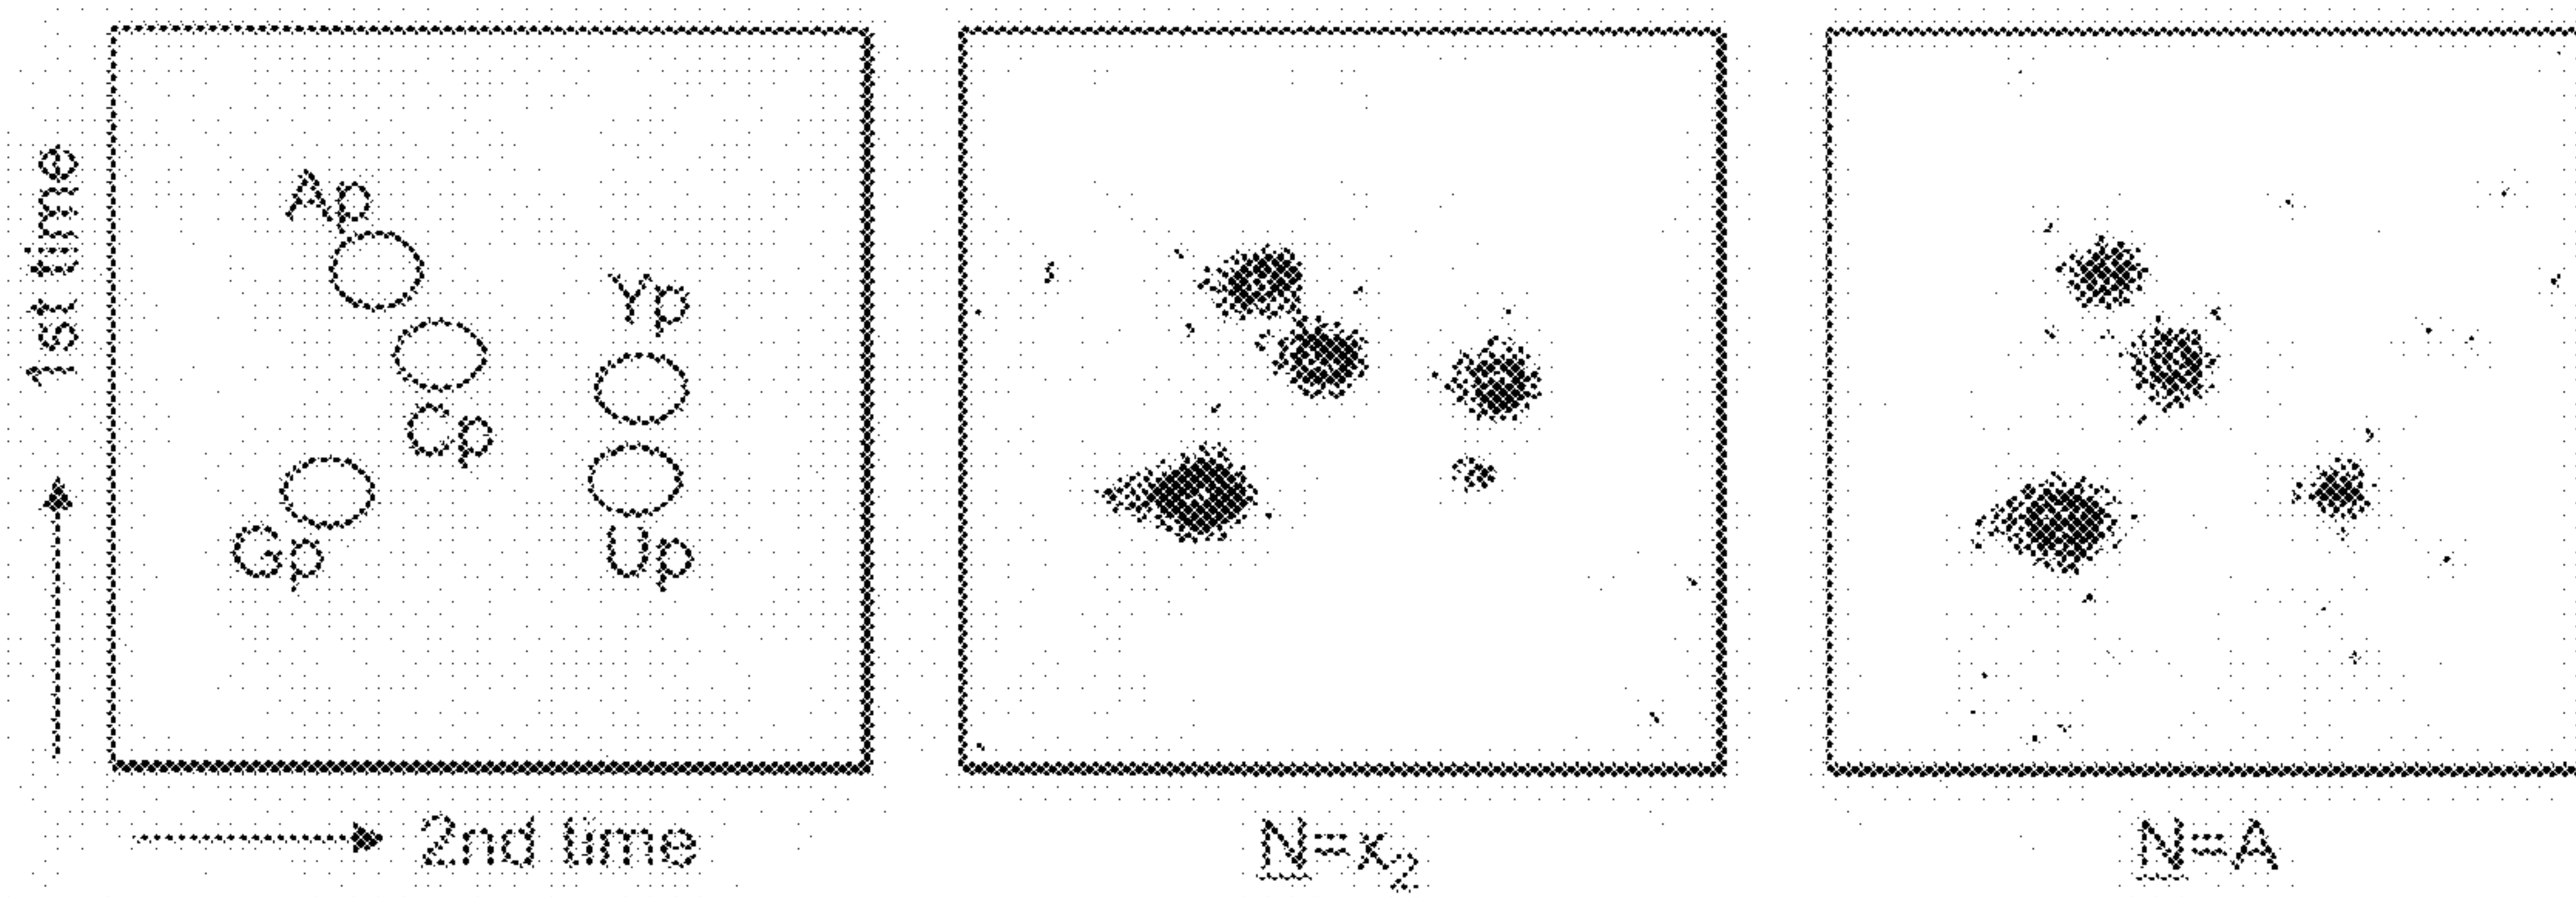 1st time
Ap
Yp
Cp
Gp
Up
2nd time
N=x₂
N=A